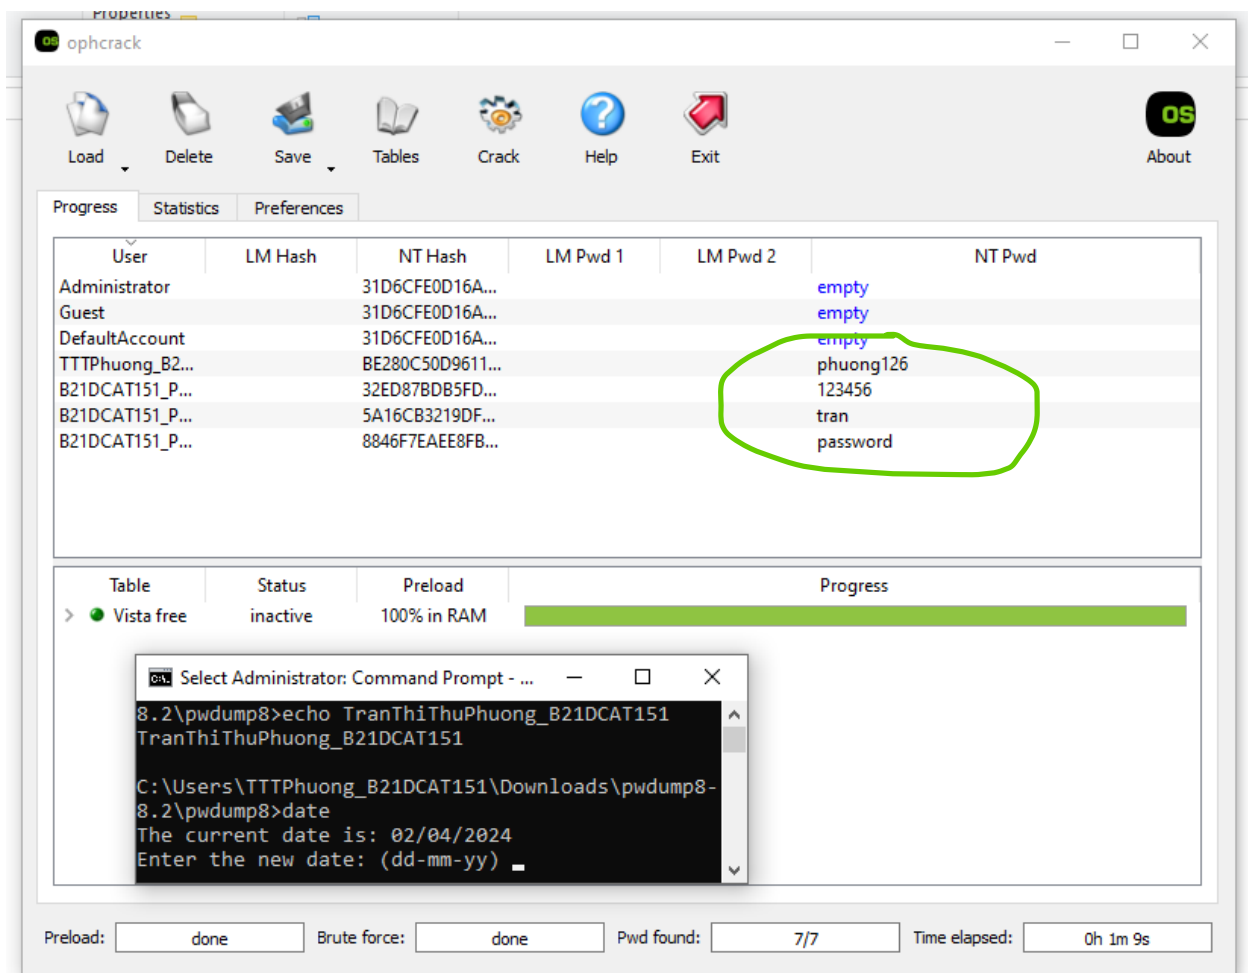 Properties
OS ophcrack
OS
Load Delete Save Tables Crack Help Exit About
Progress Statistics Preferences
User LM Hash NT Hash LM Pwd 1 LM Pwd 2 NT Pwd
Administrator 31D6CFE0D16A... empty
Guest 31D6CFE0D16A... empty
DefaultAccount 31D6CFE0D16A... empty
TTTPhuong_B2... BE280C50D9611... phuong126
B21DCAT151_P... 32ED87BDB5FD... 123456
B21DCAT151_P... 5A16CB3219DF... tran
B21DCAT151_P... 8846F7EAEE8FB... password
Table Status Preload Progress
Vista free inactive 100% in RAM
C:\. Select Administrator: Command Prompt - ...
8.2\pwdump8>echo TranThiThuPhuong_B21DCAT151
TranThiThuPhuong_B21DCAT151
C:\Users\TTTPhuong_B21DCAT151\Downloads\pwdump8-
8.2\pwdump8>date
The current date is: 02/04/2024
Enter the new date: (dd-mm-yy)
Preload: done Brute force: done Pwd found: 7/7 Time elapsed: 0h 1m 9s